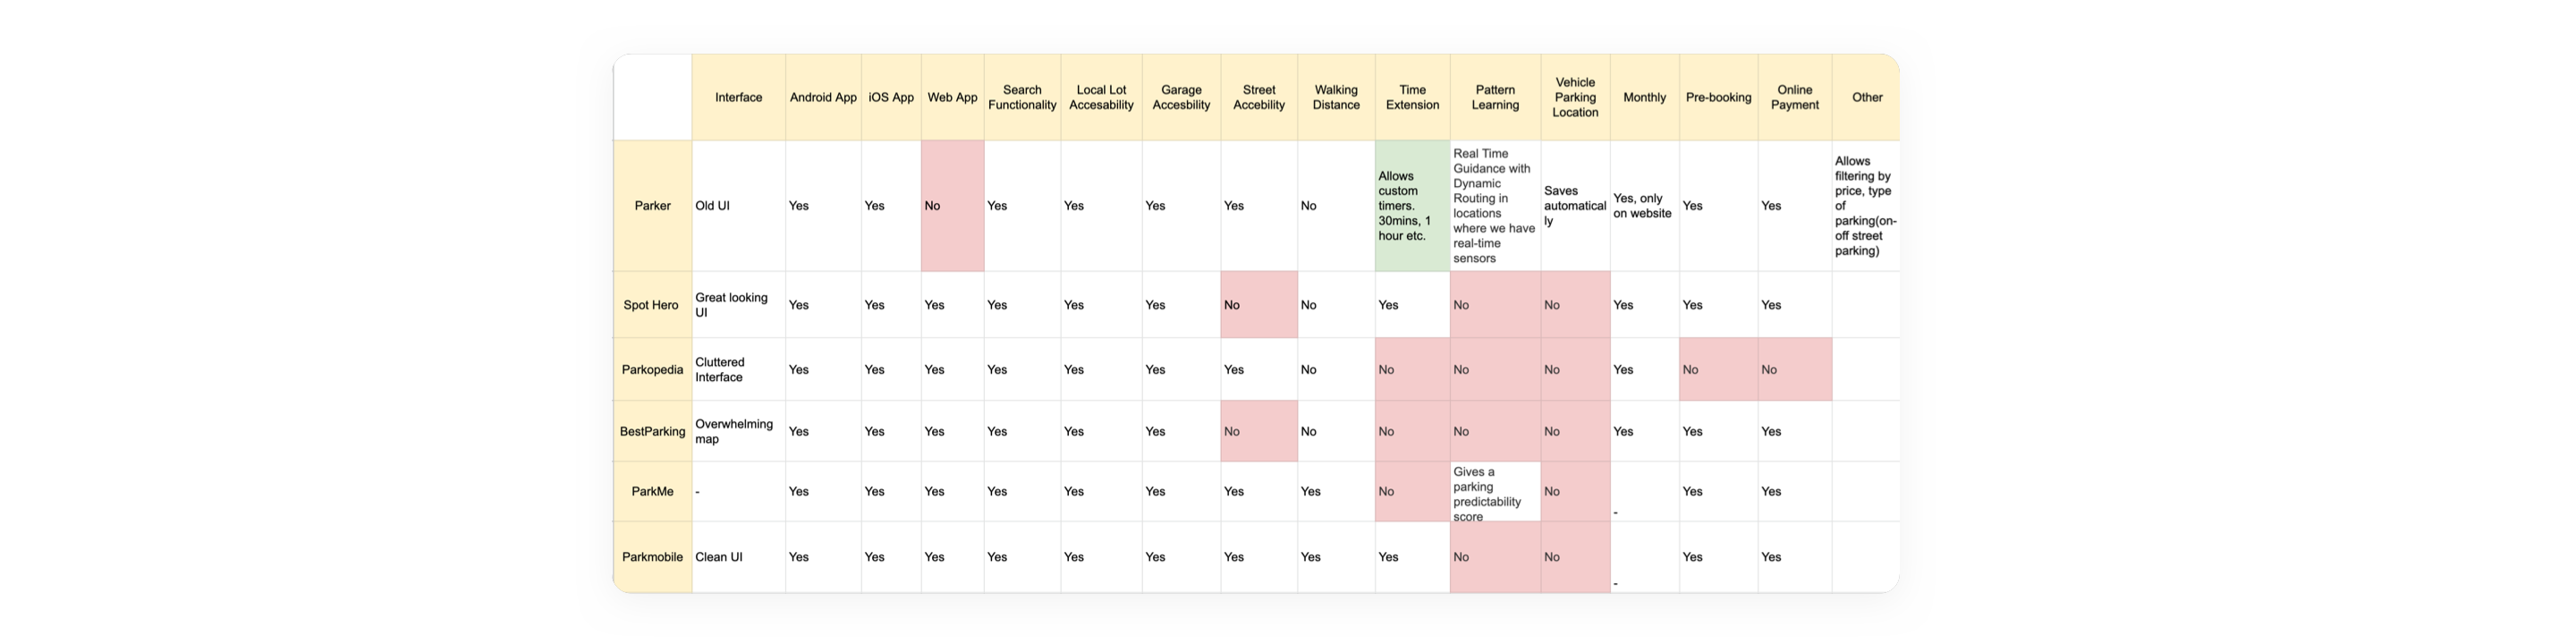 Interface Android App iOS App Web App Search Functionality Local Lot Accesability Garage Accesbility Street Accebility Walking Distance Time Extension Pattern Learning Vehicle Parking Location Monthly Pre-booking Online Payment Other
Parker Old UI Yes Yes No Yes Yes Yes Yes No Allows custom timers. 30mins, 1 hour etc. Real Time Guidance with Dynamic Routing in locations where we have real-time sensors Saves automatically Yes, only on website Yes Yes Allows filtering by price, type of parking(on-off street parking)
Spot Hero Great looking UI Yes Yes Yes Yes Yes Yes No No Yes No No Yes Yes Yes
Parkopedia Cluttered Interface Yes Yes Yes Yes Yes Yes Yes No No No No Yes No No
BestParking Overwhelming map Yes Yes Yes Yes Yes Yes No No No No No Yes Yes Yes
ParkMe - Yes Yes Yes Yes Yes Yes Yes Yes No Gives a parking predictability score No - Yes Yes
Parkmobile Clean UI Yes Yes Yes Yes Yes Yes Yes Yes Yes No No - Yes Yes